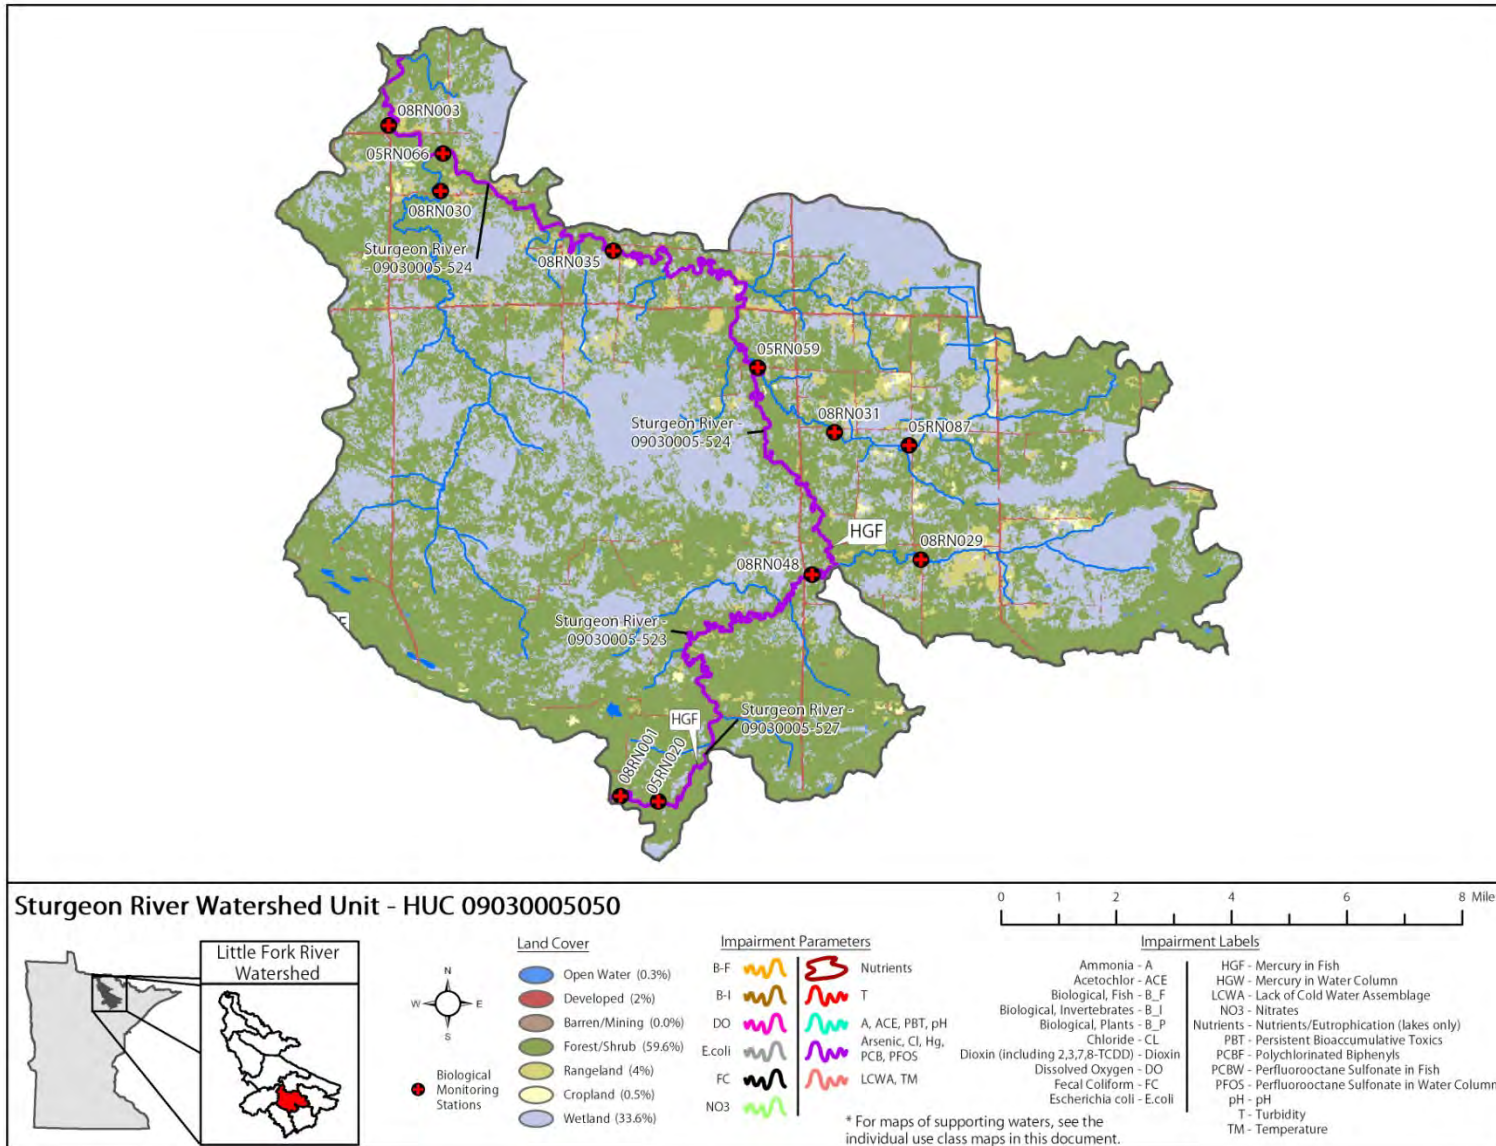 08RN003
05RN066
08RN030
Sturgeon River
- 09030005-524
08RN035
05RN059
08RN031
05RN087
Sturgeon River -
09030005-524
HGF
08RN029
08RN048
Sturgeon River -
09030005-523
Sturgeon River -
09030005-527
HGF
08RN001
05RN020
Sturgeon River Watershed Unit - HUC 09030005050
0 2 4 6 8 Mile
Little Fork River
Watershed
N
W E
S
Biological
Monitoring
Stations
Land Cover
Open Water (0.3%)
Developed (2%)
Barren/Mining (0.0%)
Forest/Shrub (59.6%)
Rangeland (4%)
Cropland (0.5%)
Wetland (33.6%)
Impairment Parameters
B-F
B-I
DO
E.coli
FC
NO3
Nutrients
T
A, ACE, PBT, pH
Arsenic, Cl, Hg,
PCB, PFOS
LCWA, TM
* For maps of supporting waters, see the
individual use class maps in this document.
Impairment Labels
Ammonia - A
Acetochlor - ACE
Biological, Fish - B_F
Biological, Invertebrates - B_I
Biological, Plants - B_P
Chloride - CL
Dioxin (including 2,3,7,8-TCDD) - Dioxin
Dissolved Oxygen - DO
Fecal Coliform - FC
Escherichia coli - E.coli
HGF - Mercury in Fish
HGW - Mercury in Water Column
LCWA - Lack of Cold Water Assemblage
NO3 - Nitrates
Nutrients - Nutrients/Eutrophication (lakes only)
PBT - Persistent Bioaccumulative Toxics
PCBF - Polychlorinated Biphenyls
PCBW - Perfluorooctane Sulfonate in Fish
PFOS - Perfluorooctane Sulfonate in Water Column
pH - pH
T - Turbidity
TM - Temperature